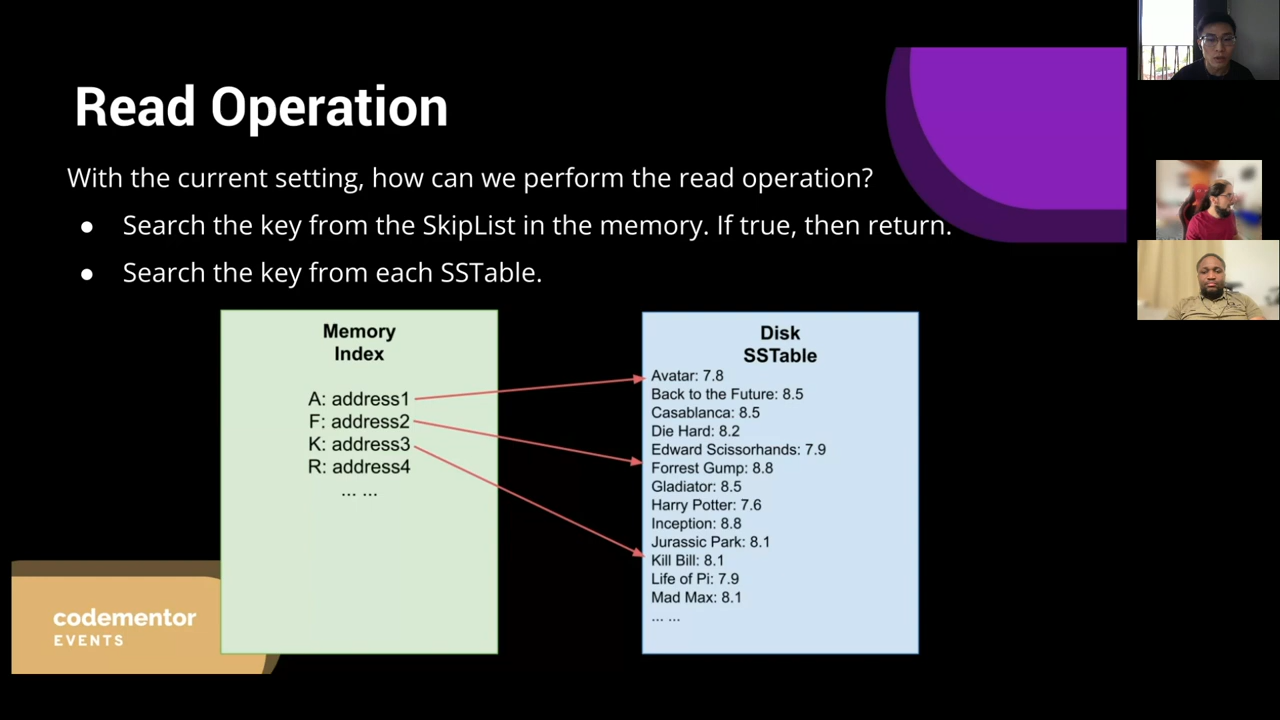 Read Operation
With the current setting, how can we perform the read operation?
● Search the key from the SkipList in the memory. If true, then return.
● Search the key from each SSTable.
Memory
Index
A: address1
F: address2
K: address3
R: address4
... ...
Disk
SSTable
Avatar: 7.8
Back to the Future: 8.5
Casablanca: 8.5
Die Hard: 8.2
Edward Scissorhands: 7.9
Forrest Gump: 8.8
Gladiator: 8.5
Harry Potter: 7.6
Inception: 8.8
Jurassic Park: 8.1
Kill Bill: 8.1
Life of Pi: 7.9
Mad Max: 8.1
... ...
codementor
EVENTS